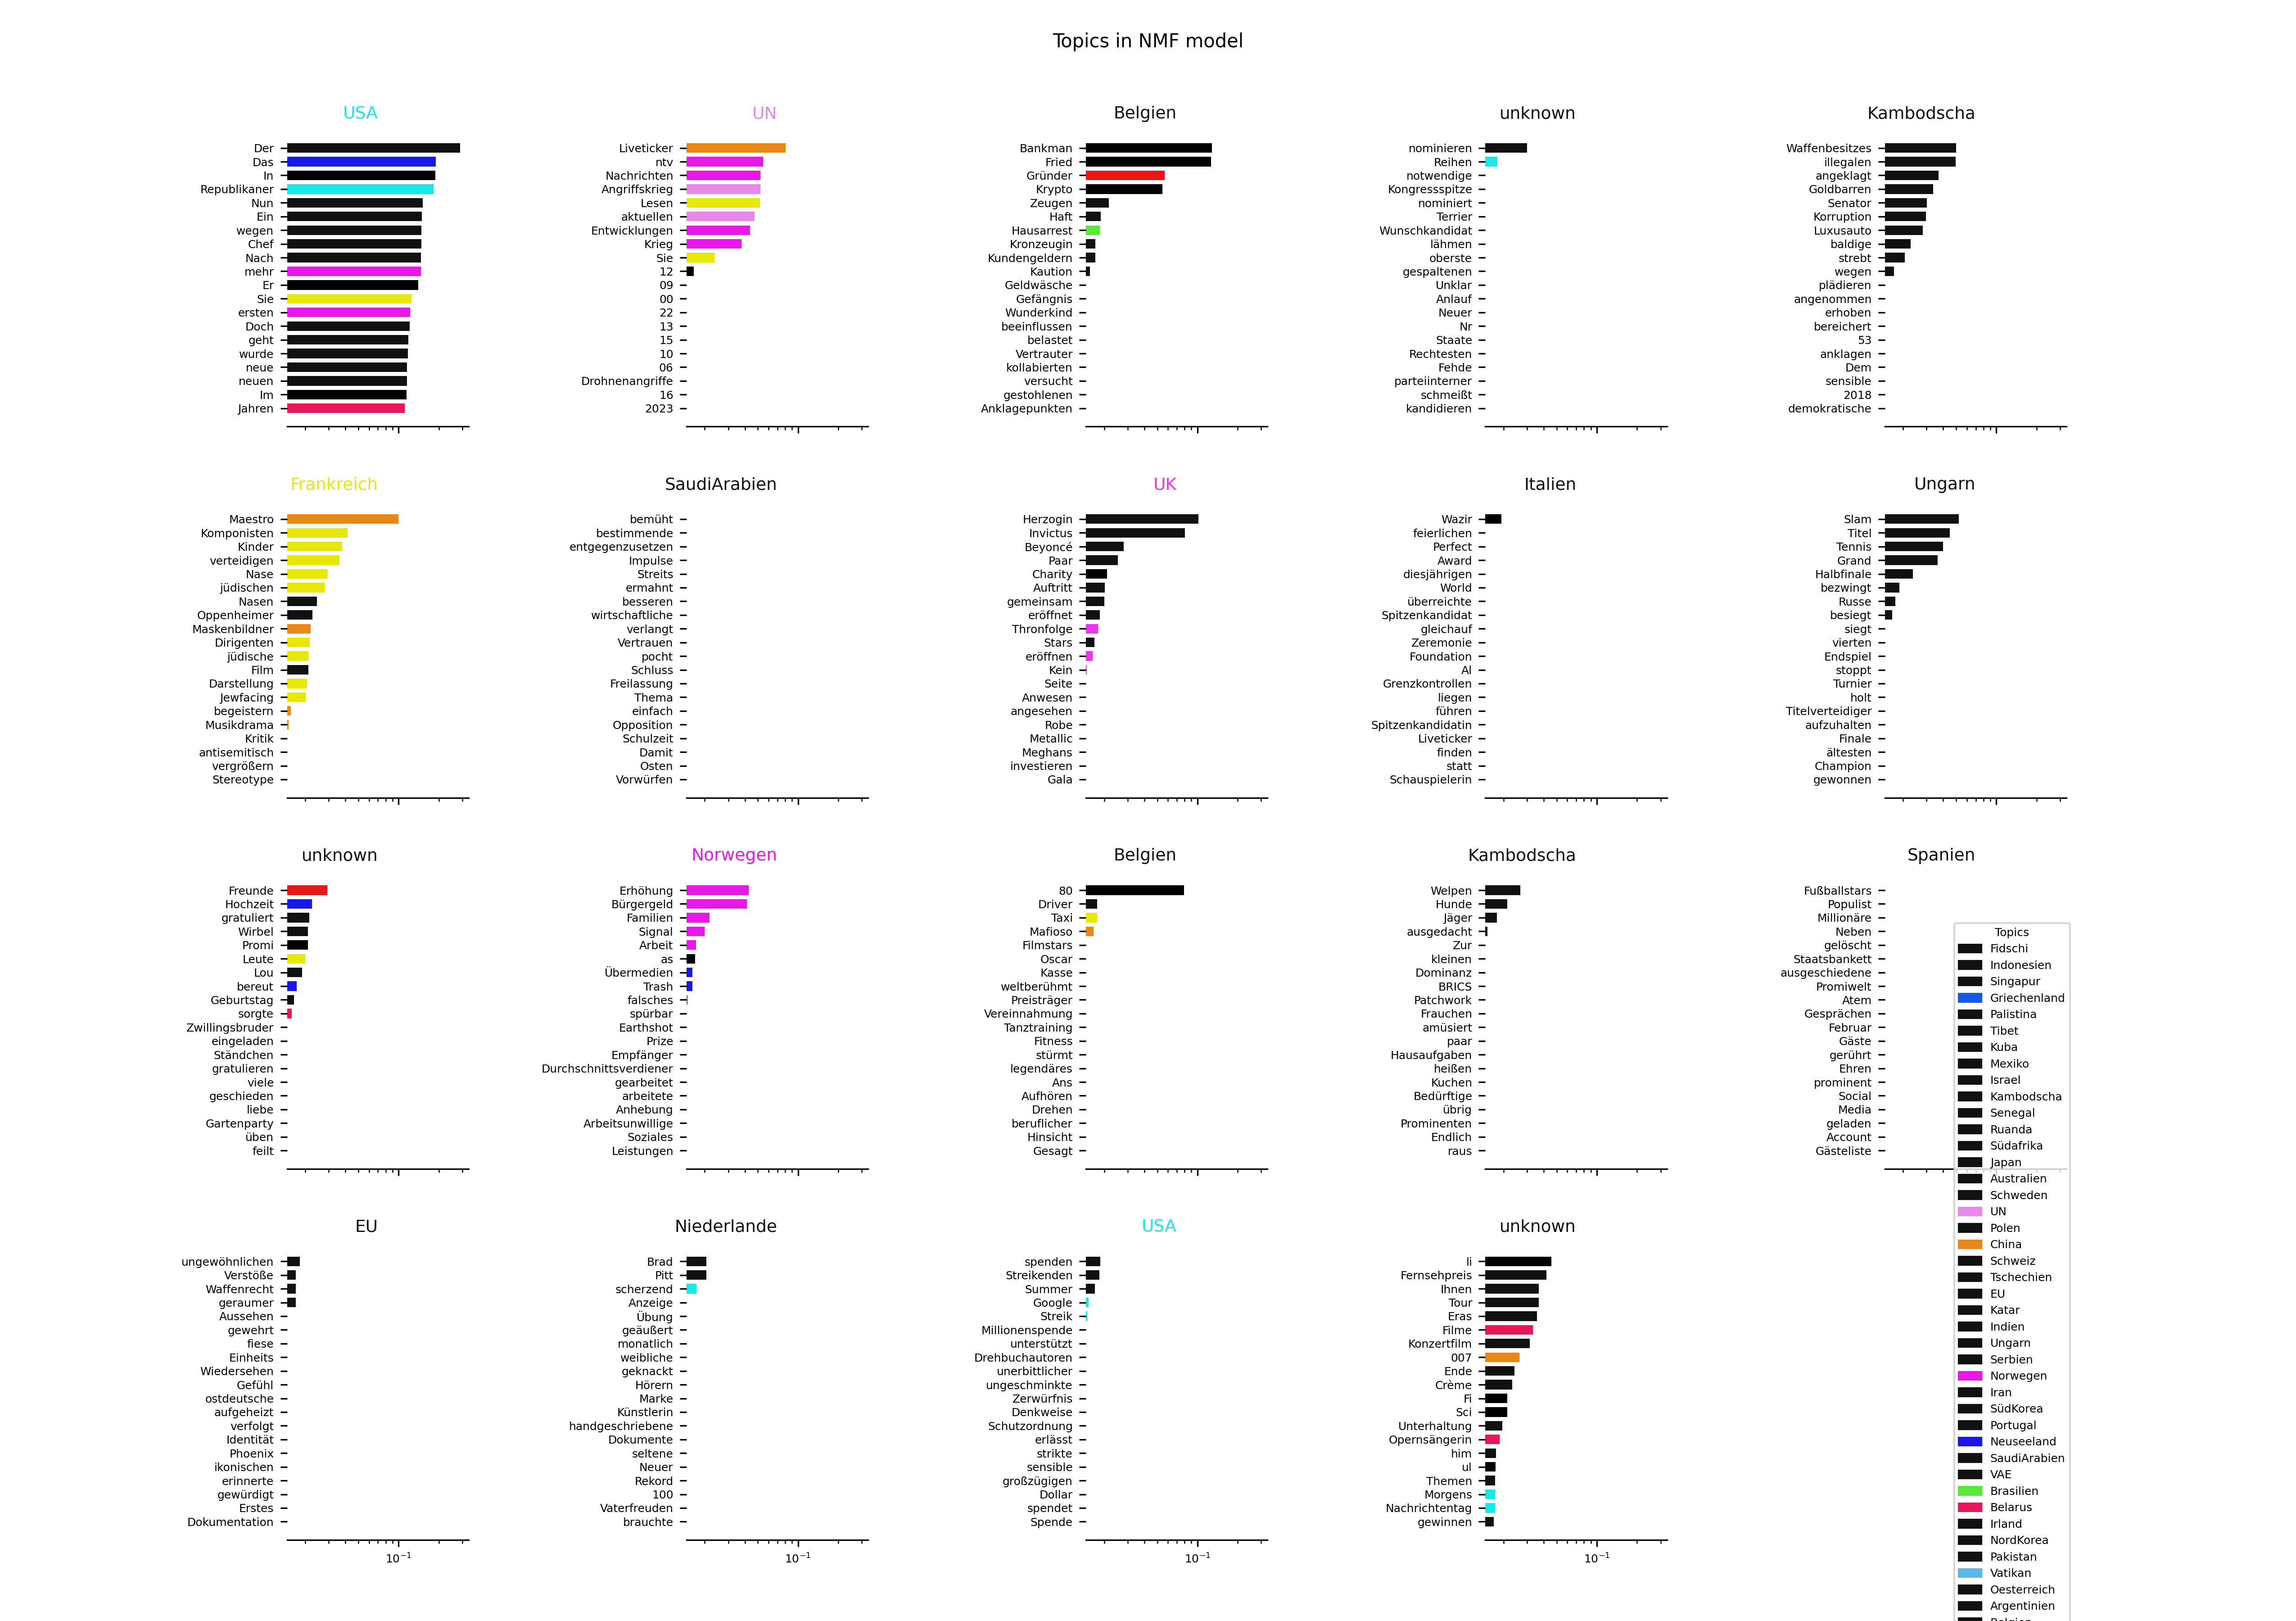 Topics in NMF model
USA
Der
Das
In
Republikaner
Nun
Ein
wegen
Chef
Nach
mehr
Er
Sie
ersten
Doch
geht
wurde
neue
neuen
Im
Jahren
UN
Liveticker
ntv
Nachrichten
Angriffskrieg
Lesen
aktuellen
Entwicklungen
Krieg
Sie
12
09
00
22
13
15
10
06
Drohnenangriffe
16
2023
Belgien
Bankman
Fried
Gründer
Krypto
Zeugen
Haft
Hausarrest
Kronzeugin
Kundengeldern
Kaution
Geldwäsche
Gefängnis
Wunderkind
beeinflussen
belastet
Vertrauter
kollabierten
versucht
gestohlenen
Anklagepunkten
unknown
nominieren
Reihen
notwendige
Kongressspitze
nominiert
Terrier
Wunschkandidat
lähmen
oberste
gespaltenen
Unklar
Anlauf
Neuer
Nr
Staate
Rechtesten
Fehde
parteiinterner
schmeißt
kandidieren
Kambodscha
Waffenbesitzes
illegalen
angeklagt
Goldbarren
Senator
Korruption
Luxusauto
baldige
strebt
wegen
plädieren
angenommen
erhoben
bereichert
53
anklagen
Dem
sensible
2018
demokratische
Frankreich
Maestro
Komponisten
Kinder
verteidigen
Nase
jüdischen
Nasen
Oppenheimer
Maskenbildner
Dirigenten
jüdische
Film
Darstellung
Jewfacing
begeistern
Musikdrama
Kritik
antisemitisch
vergrößern
Stereotype
SaudiArabien
bemüht
bestimmende
entgegenzusetzen
Impulse
Streits
ermahnt
besseren
wirtschaftliche
verlangt
Vertrauen
pocht
Schluss
Freilassung
Thema
einfach
Opposition
Schulzeit
Damit
Osten
Vorwürfen
UK
Herzogin
Invictus
Beyoncé
Paar
Charity
Auftritt
gemeinsam
eröffnet
Thronfolge
Stars
eröffnen
Kein
Seite
Anwesen
angesehen
Robe
Metallic
Meghans
investieren
Gala
Italien
Wazir
feierlichen
Perfect
Award
diesjährigen
World
überreichte
Spitzenkandidat
gleichauf
Zeremonie
Foundation
Al
Grenzkontrollen
liegen
führen
Spitzenkandidatin
Liveticker
finden
statt
Schauspielerin
Ungarn
Slam
Titel
Tennis
Grand
Halbfinale
bezwingt
Russe
besiegt
siegt
vierten
Endspiel
stoppt
Turnier
holt
Titelverteidiger
aufzuhalten
Finale
ältesten
Champion
gewonnen
unknown
Freunde
Hochzeit
gratuliert
Wirbel
Promi
Leute
Lou
bereut
Geburtstag
sorgte
Zwillingsbruder
eingeladen
Ständchen
gratulieren
viele
geschieden
liebe
Gartenparty
üben
feilt
Norwegen
Erhöhung
Bürgergeld
Familien
Signal
Arbeit
as
Übermedien
Trash
falsches
spürbar
Earthshot
Prize
Empfänger
Durchschnittsverdiener
gearbeitet
arbeitete
Anhebung
Arbeitsunwillige
Soziales
Leistungen
Belgien
80
Driver
Taxi
Mafioso
Filmstars
Oscar
Kasse
weltberühmt
Preisträger
Vereinnahmung
Tanztraining
Fitness
stürmt
legendäres
Ans
Aufhören
Drehen
beruflicher
Hinsicht
Gesagt
Kambodscha
Welpen
Hunde
Jäger
ausgedacht
Zur
kleinen
Dominanz
BRICS
Patchwork
Frauchen
amüsiert
paar
Hausaufgaben
heißen
Kuchen
Bedürftige
übrig
Prominenten
Endlich
raus
Spanien
Fußballstars
Populist
Millionäre
Neben
gelöscht
Staatsbankett
ausgeschiedene
Promiwelt
Atem
Gesprächen
Februar
Gäste
gerührt
Ehren
prominent
Social
Media
geladen
Account
Gästeliste
EU
ungewöhnlichen
Verstöße
Waffenrecht
geraumer
Aussehen
gewehrt
fiese
Einheits
Wiedersehen
Gefühl
ostdeutsche
aufgeheizt
verfolgt
Identität
Phoenix
ikonischen
erinnerte
gewürdigt
Erstes
Dokumentation
10⁻¹
Niederlande
Brad
Pitt
scherzend
Anzeige
Übung
geäußert
monatlich
weibliche
geknackt
Hörern
Marke
Künstlerin
handgeschriebene
Dokumente
seltene
Neuer
Rekord
100
Vaterfreuden
brauchte
10⁻¹
USA
spenden
Streikenden
Summer
Google
Streik
Millionenspende
unterstützt
Drehbuchautoren
unerbittlicher
ungeschminkte
Zerwürfnis
Denkweise
Schutzordnung
erlässt
strikte
sensible
großzügigen
Dollar
spendet
Spende
10⁻¹
unknown
li
Fernsehpreis
Ihnen
Tour
Eras
Filme
Konzertfilm
007
Ende
Crème
Fi
Sci
Unterhaltung
Opernsängerin
him
ul
Themen
Morgens
Nachrichtentag
gewinnen
10⁻¹
Topics
Fidschi
Indonesien
Singapur
Griechenland
Palistina
Tibet
Kuba
Mexiko
Israel
Kambodscha
Senegal
Ruanda
Südafrika
Japan
Australien
Schweden
UN
Polen
China
Schweiz
Tschechien
EU
Katar
Indien
Ungarn
Serbien
Norwegen
Iran
SüdKorea
Portugal
Neuseeland
SaudiArabien
VAE
Brasilien
Belarus
Irland
NordKorea
Pakistan
Vatikan
Oesterreich
Argentinien